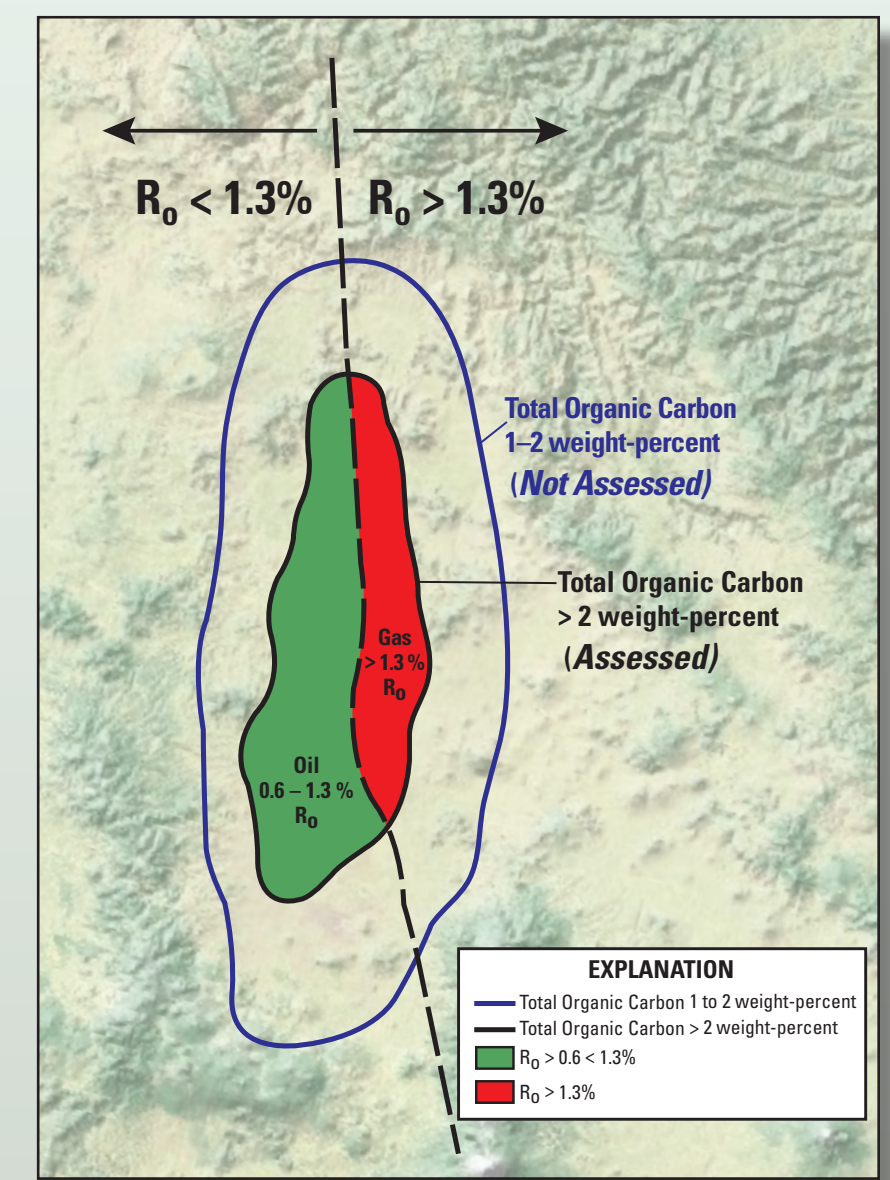 Rₒ < 1.3%
Rₒ > 1.3%
Total Organic Carbon
1–2 weight-percent
(Not Assessed)
Total Organic Carbon
> 2 weight-percent
(Assessed)
Gas
> 1.3 %
Rₒ
Oil
0.6 – 1.3 %
Rₒ
EXPLANATION
Total Organic Carbon 1 to 2 weight-percent
Total Organic Carbon > 2 weight-percent
Rₒ > 0.6 < 1.3%
Rₒ > 1.3%